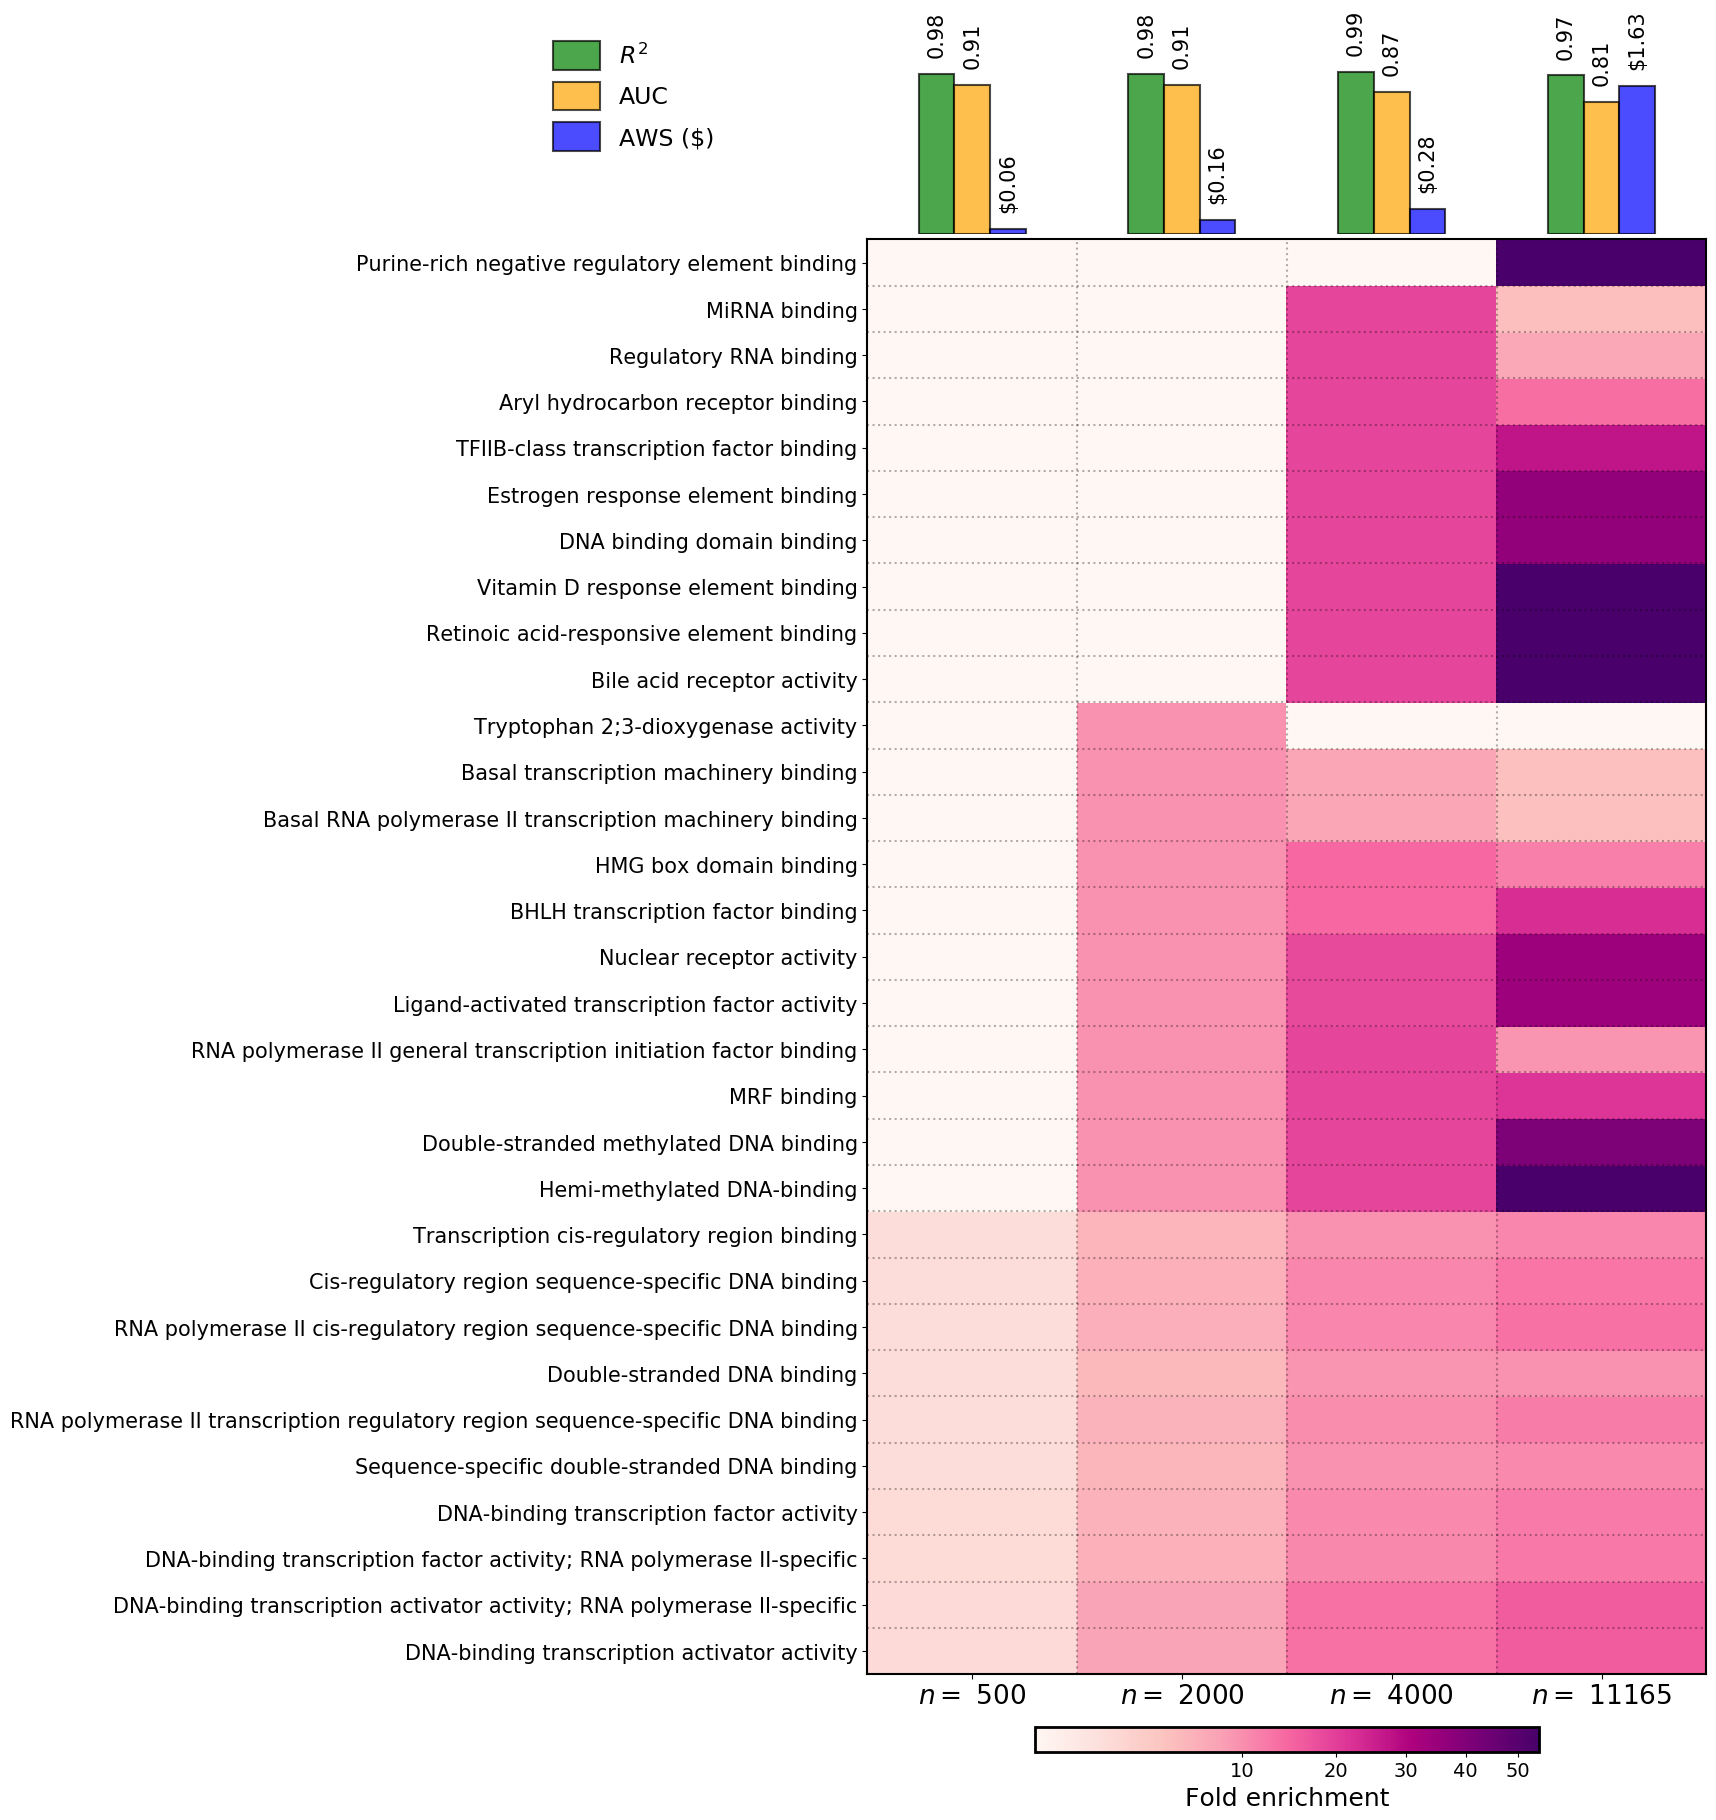 R²
AUC
AWS ($)
0.98
0.91
$0.06
0.98
0.91
$0.16
0.99
0.87
$0.28
0.97
0.81
$1.63
Purine-rich negative regulatory element binding
MiRNA binding
Regulatory RNA binding
Aryl hydrocarbon receptor binding
TFIIB-class transcription factor binding
Estrogen response element binding
DNA binding domain binding
Vitamin D response element binding
Retinoic acid-responsive element binding
Bile acid receptor activity
Tryptophan 2;3-dioxygenase activity
Basal transcription machinery binding
Basal RNA polymerase II transcription machinery binding
HMG box domain binding
BHLH transcription factor binding
Nuclear receptor activity
Ligand-activated transcription factor activity
RNA polymerase II general transcription initiation factor binding
MRF binding
Double-stranded methylated DNA binding
Hemi-methylated DNA-binding
Transcription cis-regulatory region binding
Cis-regulatory region sequence-specific DNA binding
RNA polymerase II cis-regulatory region sequence-specific DNA binding
Double-stranded DNA binding
RNA polymerase II transcription regulatory region sequence-specific DNA binding
Sequence-specific double-stranded DNA binding
DNA-binding transcription factor activity
DNA-binding transcription factor activity; RNA polymerase II-specific
DNA-binding transcription activator activity; RNA polymerase II-specific
DNA-binding transcription activator activity
n = 500
n = 2000
n = 4000
n = 11165
10 20 30 40 50
Fold enrichment